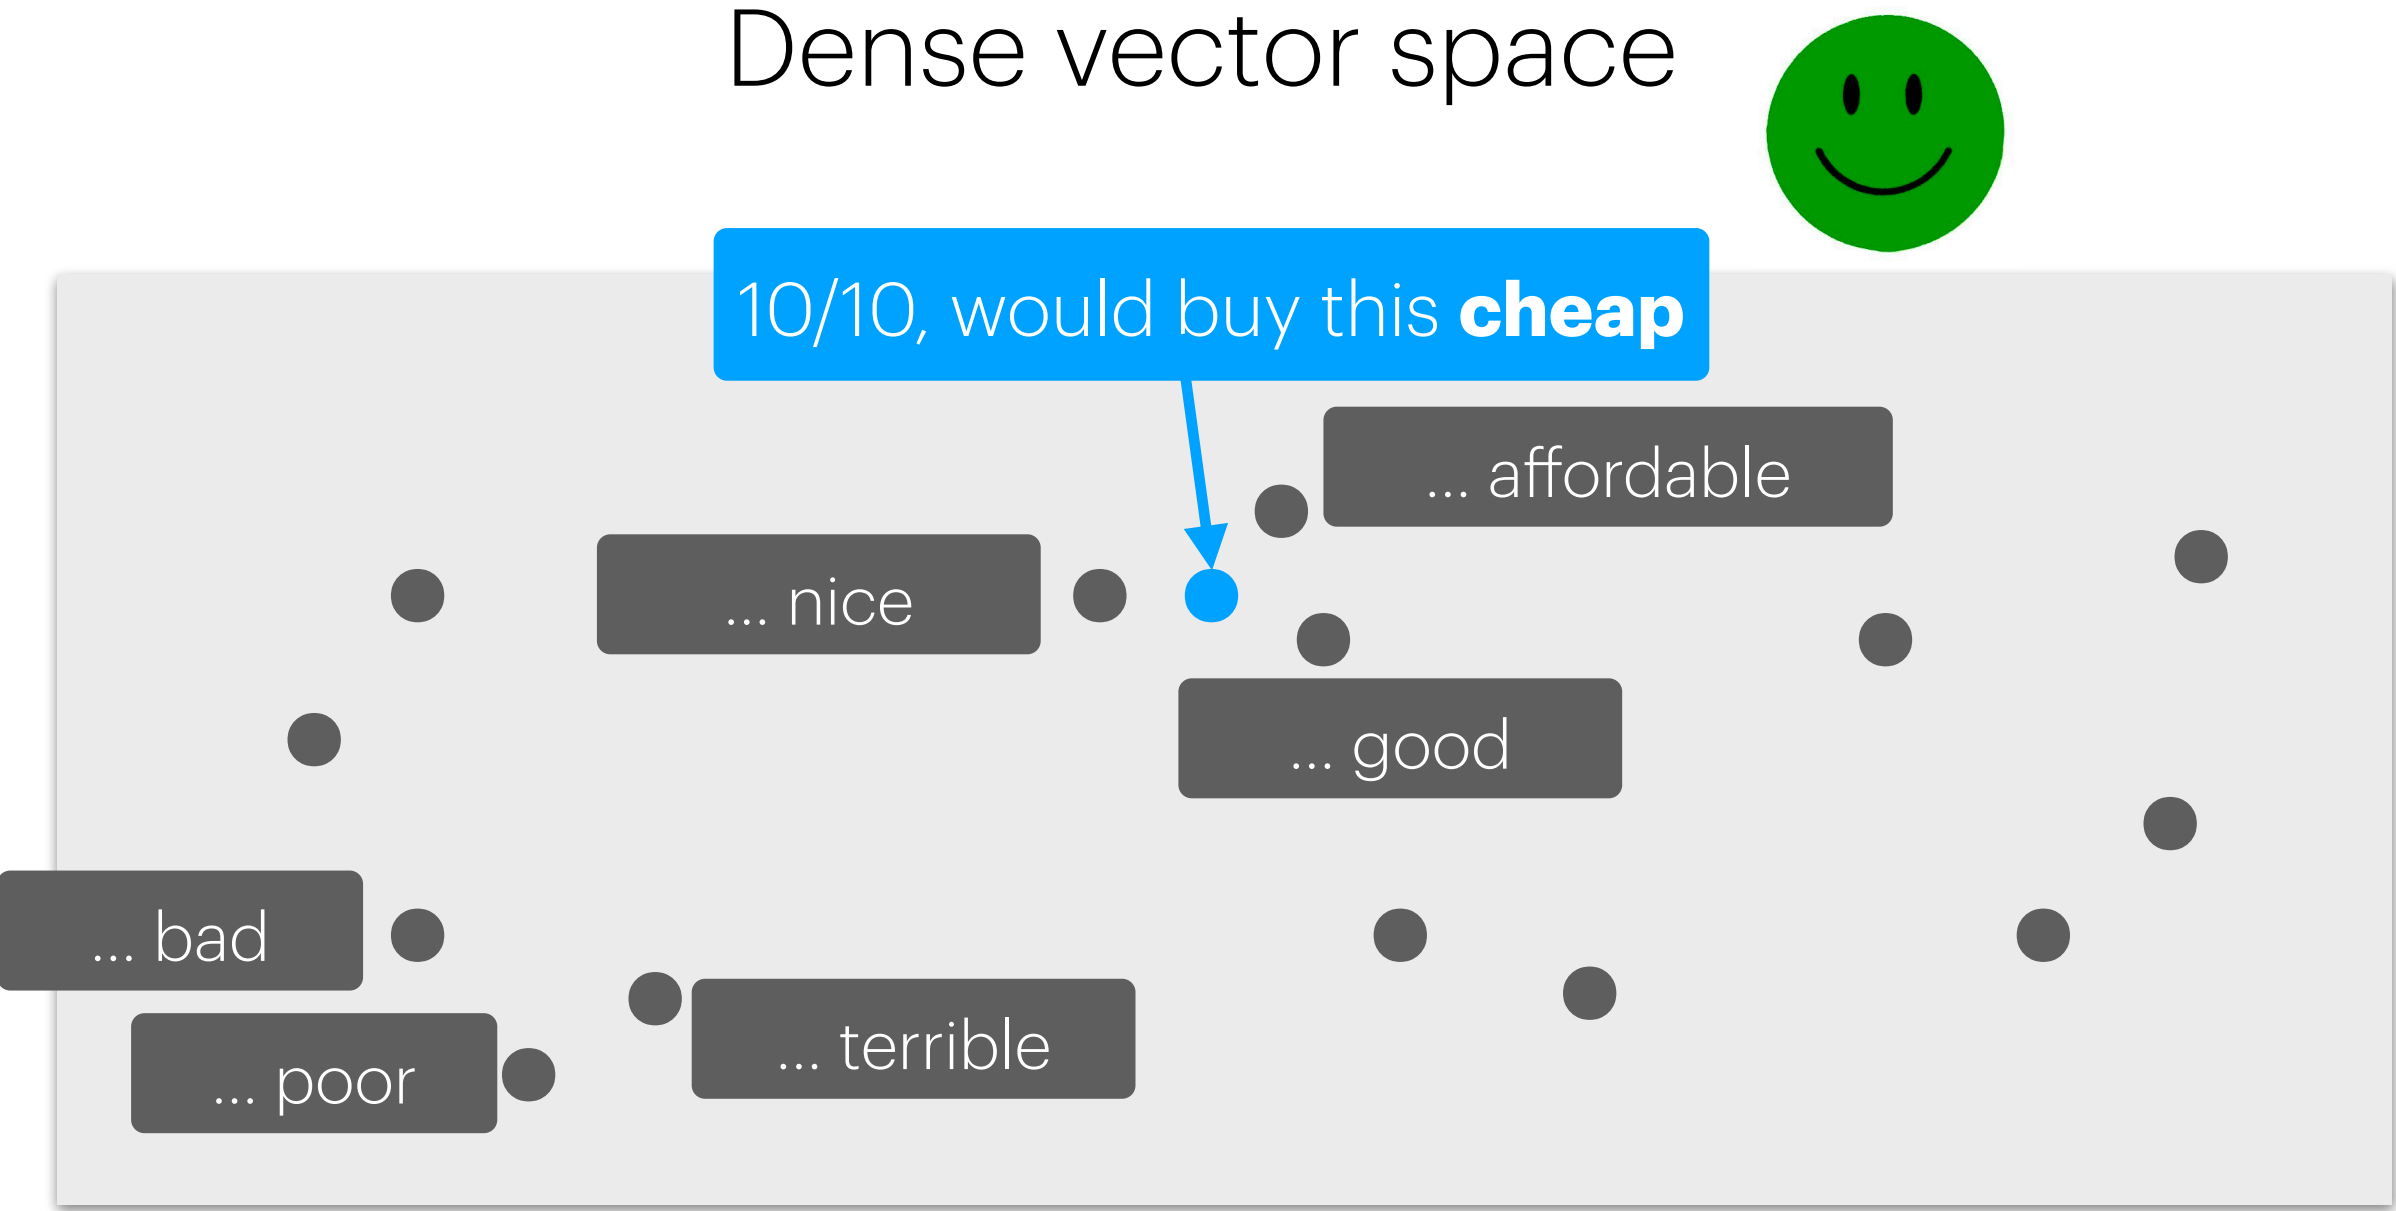 Dense vector space
10/10, would buy this cheap
... affordable
... nice
... good
... bad
... terrible
... poor